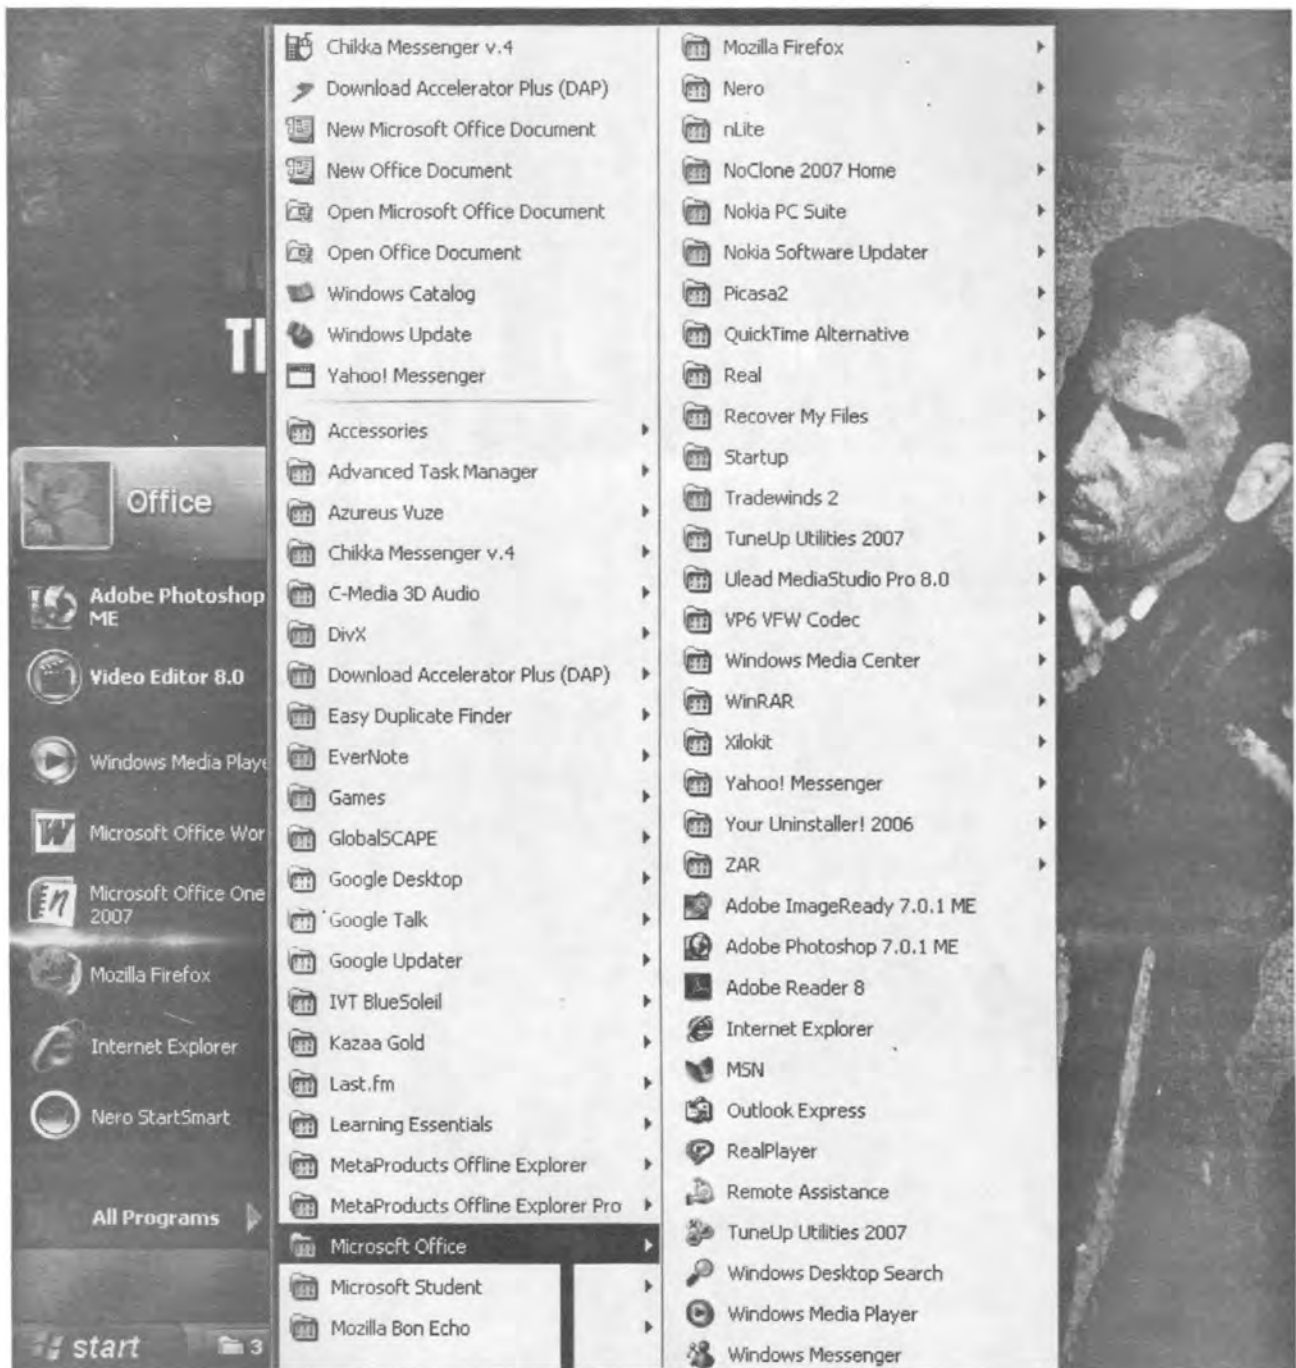 Chikka Messenger v.4
Download Accelerator Plus (DAP)
New Microsoft Office Document
New Office Document
Open Microsoft Office Document
Open Office Document
Windows Catalog
Windows Update
Yahoo! Messenger
Accessories
Advanced Task Manager
Azureus Vuze
Chikka Messenger v.4
C-Media 3D Audio
DivX
Download Accelerator Plus (DAP)
Easy Duplicate Finder
EverNote
Games
GlobalSCAPE
Google Desktop
Google Talk
Google Updater
IVT BlueSoleil
Kazaa Gold
Last.fm
Learning Essentials
MetaProducts Offline Explorer
MetaProducts Offline Explorer Pro
Microsoft Office
Microsoft Student
Mozilla Bon Echo
Mozilla Firefox
Nero
nLite
NoClone 2007 Home
Nokia PC Suite
Nokia Software Updater
Picasa2
QuickTime Alternative
Real
Recover My Files
Startup
Tradewinds 2
TuneUp Utilities 2007
Ulead MediaStudio Pro 8.0
VP6 VFW Codec
Windows Media Center
WinRAR
Xilokit
Yahoo! Messenger
Your Uninstaller! 2006
ZAR
Adobe ImageReady 7.0.1 ME
Adobe Photoshop 7.0.1 ME
Adobe Reader 8
Internet Explorer
MSN
Outlook Express
RealPlayer
Remote Assistance
TuneUp Utilities 2007
Windows Desktop Search
Windows Media Player
Windows Messenger
TI
Office
Adobe Photoshop
ME
Video Editor 8.0
Windows Media Playe
Microsoft Office Wor
Microsoft Office One
2007
Mozilla Firefox
Internet Explorer
Nero StartSmart
All Programs
start
3